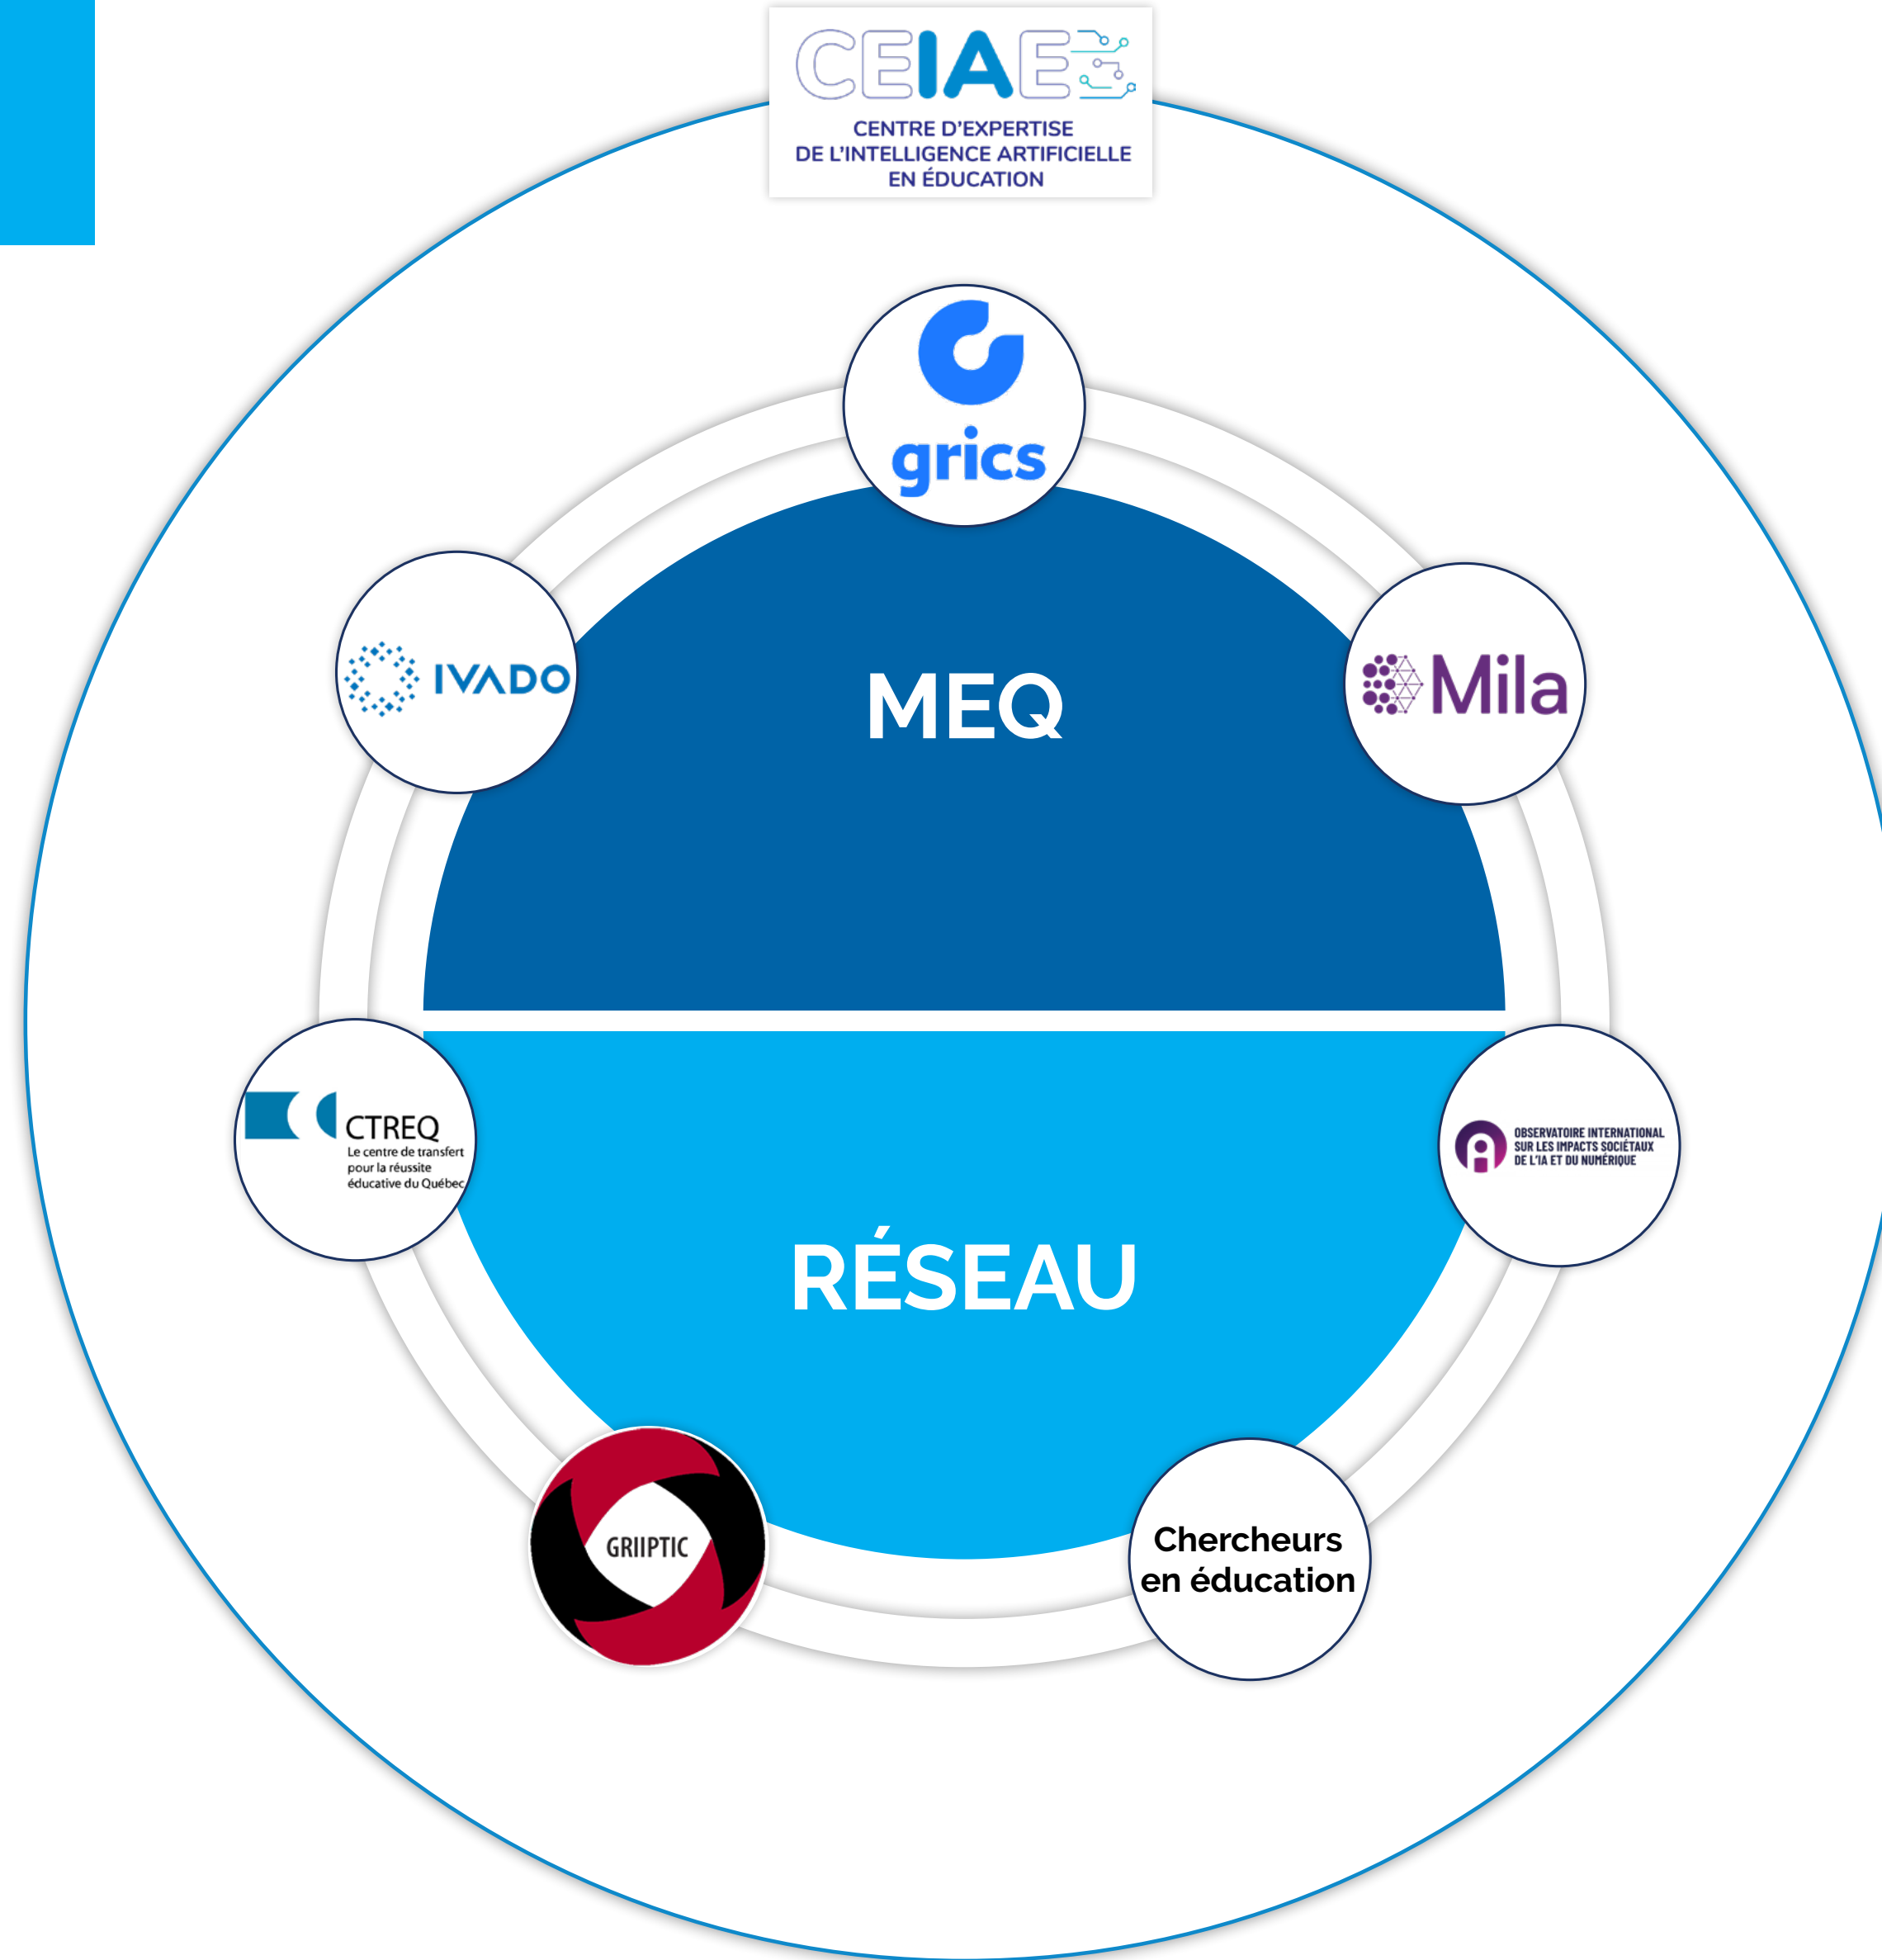 CEIAE
CENTRE D'EXPERTISE
DE L'INTELLIGENCE ARTIFICIELLE
EN ÉDUCATION
grics
IVADO
Mila
MEQ
CTREQ
Le centre de transfert
pour la réussite
éducative du Québec
OBSERVATOIRE INTERNATIONAL
SUR LES IMPACTS SOCIÉTAUX
DE L'IA ET DU NUMÉRIQUE
RÉSEAU
GRIIPTIC
Chercheurs
en éducation